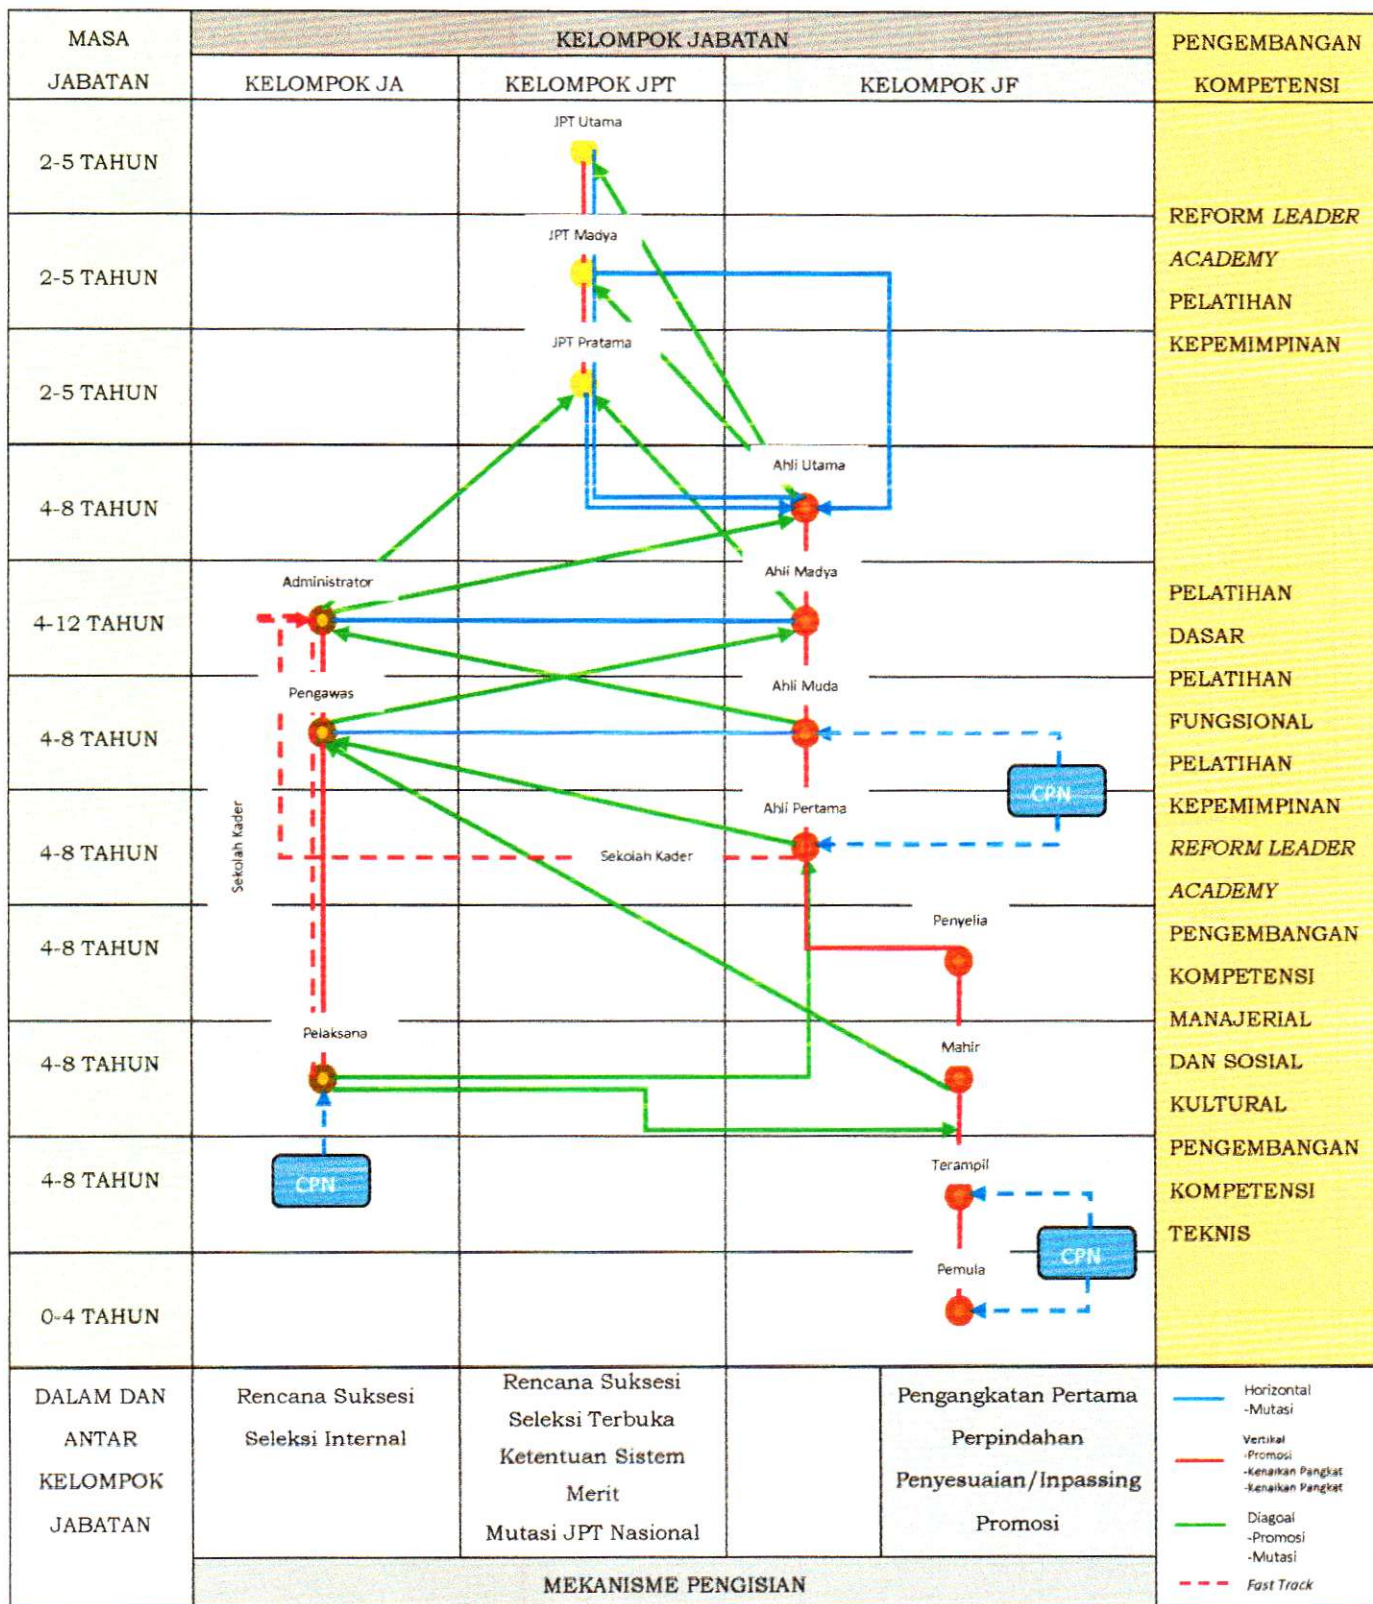 MASA
JABATAN
KELOMPOK JABATAN
PENGEMBANGAN
KOMPETENSI
KELOMPOK JA
KELOMPOK JPT
KELOMPOK JF
2-5 TAHUN
JPT Utama
2-5 TAHUN
JPT Madya
2-5 TAHUN
JPT Pratama
REFORM LEADER
ACADEMY
PELATIHAN
KEPEMIMPINAN
4-8 TAHUN
Ahli Utama
4-12 TAHUN
Administrator
Ahli Madya
4-8 TAHUN
Pengawas
Ahli Muda
CPN
4-8 TAHUN
Sekolah Kader
Sekolah Kader
Ahli Pertama
4-8 TAHUN
Penyelia
4-8 TAHUN
Pelaksana
Mahir
4-8 TAHUN
CPN
Terampil
CPN
0-4 TAHUN
Pemula
PELATIHAN
DASAR
PELATIHAN
FUNGSIONAL
PELATIHAN
KEPEMIMPINAN
REFORM LEADER
ACADEMY
PENGEMBANGAN
KOMPETENSI
MANAJERIAL
DAN SOSIAL
KULTURAL
PENGEMBANGAN
KOMPETENSI
TEKNIS
DALAM DAN
ANTAR
KELOMPOK
JABATAN
Rencana Suksesi
Seleksi Internal
Rencana Suksesi
Seleksi Terbuka
Ketentuan Sistem
Merit
Mutasi JPT Nasional
Pengangkatan Pertama
Perpindahan
Penyesuaian/Inpassing
Promosi
MEKANISME PENGISIAN
Horizontal
-Mutasi
Vertikal
-Promosi
-Kenaikan Pangkat
-Kenaikan Pangkat
Diagoal
-Promosi
-Mutasi
Fast Track